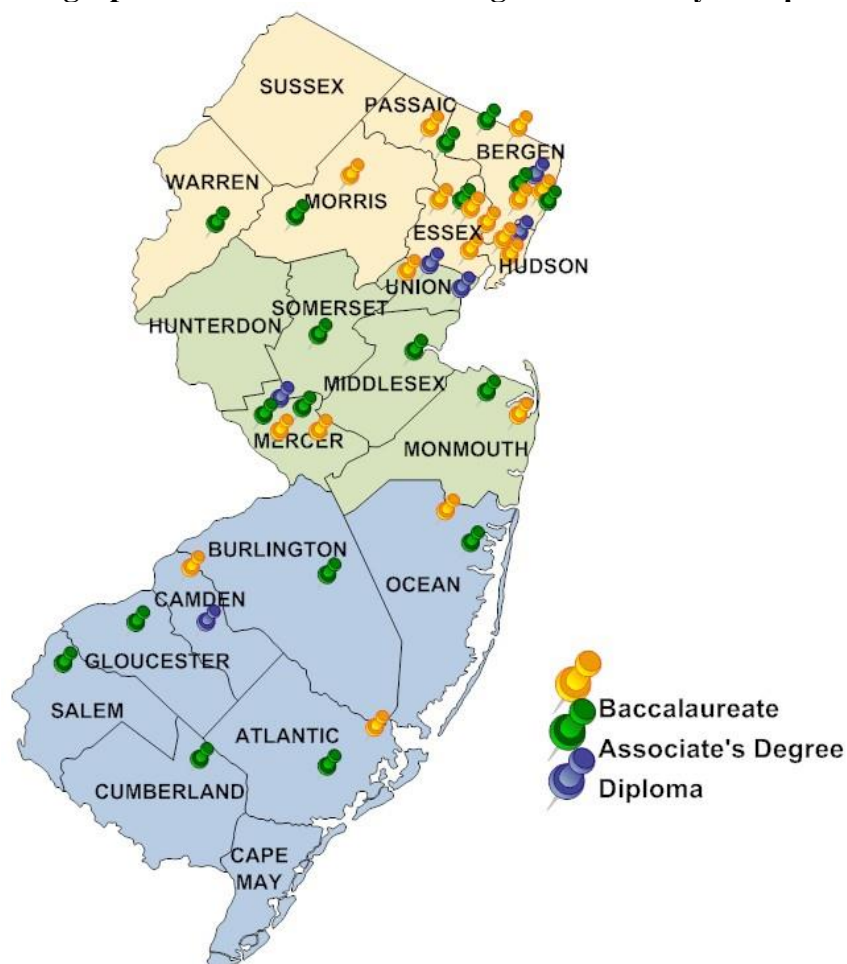 SUSSEX
PASSAIC
BERGEN
WARREN
MORRIS
ESSEX
HUDSON
UNION
SOMERSET
HUNTERDON
MIDDLESEX
MERCER
MONMOUTH
BURLINGTON
OCEAN
CAMDEN
GLOUCESTER
SALEM
ATLANTIC
CUMBERLAND
CAPE
MAY
Baccalaureate
Associate's Degree
Diploma